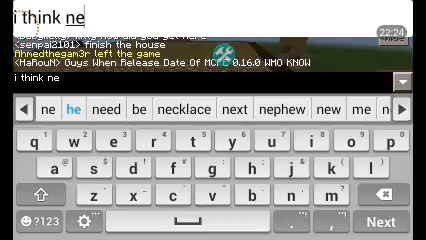 i think ne
22:24
<senpai2101> finish the house
Ahmedthegam3r left the game
<HaRouN> Guys When Release Date Of MCPE 0.16.0 WHO KNOW
i think ne
ne he need be necklace next nephew new me
q w e r t y u i o p
a s d f g h j k l
z x c v b n m
?123 . , Next